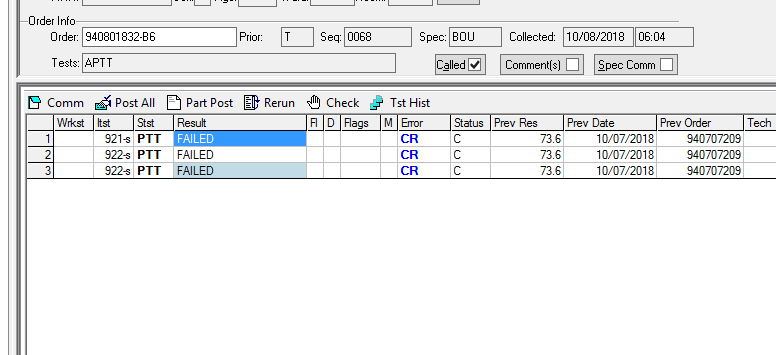 Order Info
Order: 940801832-B6 Prior: T Seq: 0068 Spec: BOU Collected: 10/08/2018 06:04
Tests: APTT Called Comment(s) Spec Comm
Comm Post All Part Post Rerun Check Tst Hist
Wrkst Itst Stst Result Fl D Flags M Error Status Prev Res Prev Date Prev Order Tech
1 921-s PTT FAILED CR C 73.6 10/07/2018 940707209
2 922-s PTT FAILED CR C 73.6 10/07/2018 940707209
3 922-s PTT FAILED CR C 73.6 10/07/2018 940707209